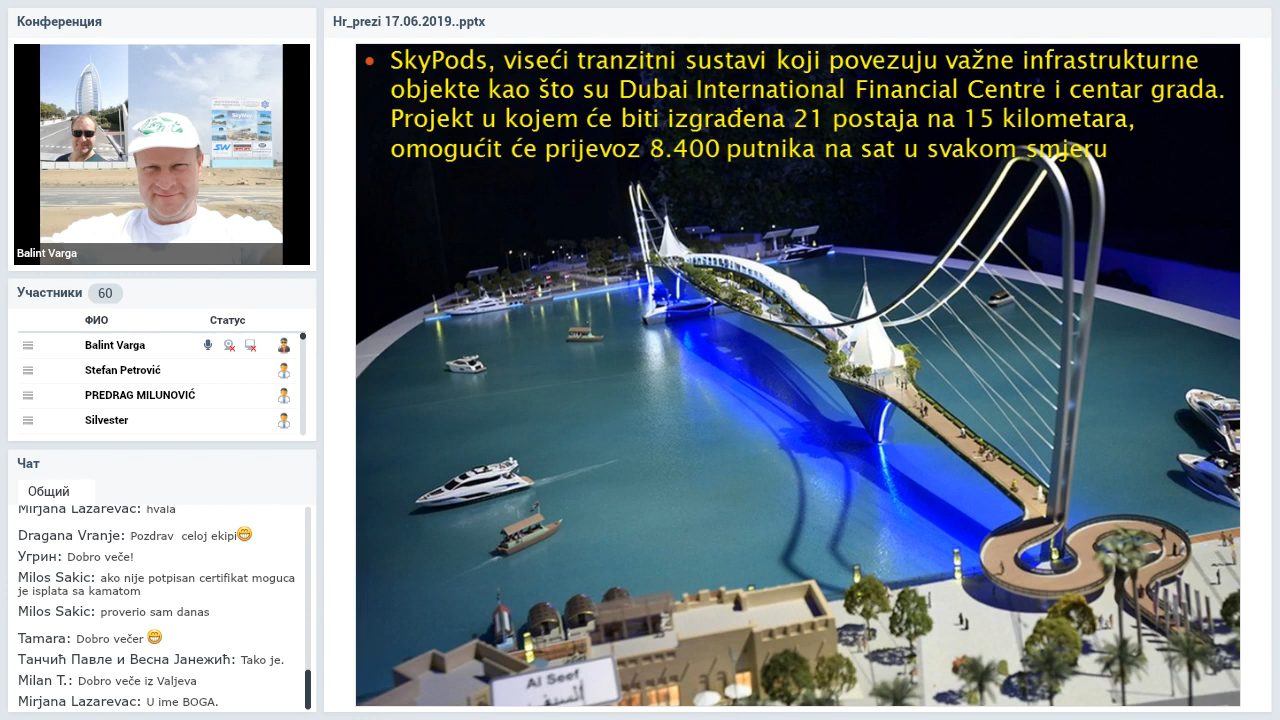 Конференция
Balint Varga
Участники 60
ФИО Статус
Balint Varga
Stefan Petrović
PREDRAG MILUNOVIĆ
Silvester
Чат
Общий
Mirjana Lazarevac: hvala
Dragana Vranje: Pozdrav celoj ekipi
Угрин: Dobro veče!
Milos Sakic: ako nije potpisan certifikat moguca
je isplata sa kamatom
Milos Sakic: proverio sam danas
Tamara: Dobro večer
Танчић Павле и Весна Јанежић: Tako je.
Milan T.: Dobro veče iz Valjeva
Mirjana Lazarevac: U ime BOGA.
Hr_prezi 17.06.2019..pptx
• SkyPods, viseći tranzitni sustavi koji povezuju važne infrastrukturne
objekte kao što su Dubai International Financial Centre i centar grada.
Projekt u kojem će biti izgrađena 21 postaja na 15 kilometara,
omogućit će prijevoz 8.400 putnika na sat u svakom smjeru
Al Seef
السيف